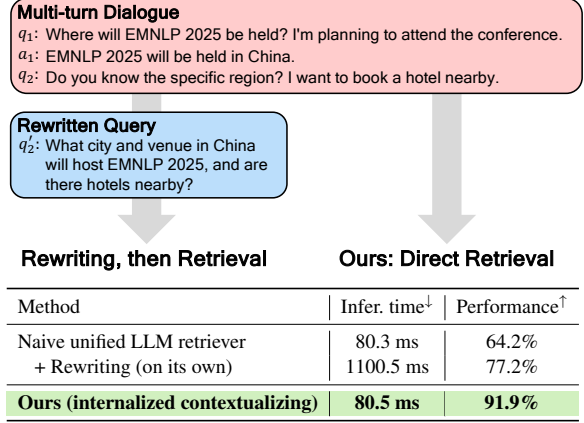 Multi-turn Dialogue
q₁: Where will EMNLP 2025 be held? I'm planning to attend the conference.
a₁: EMNLP 2025 will be held in China.
q₂: Do you know the specific region? I want to book a hotel nearby.
Rewritten Query
q₂′: What city and venue in China
will host EMNLP 2025, and are
there hotels nearby?
Rewriting, then Retrieval
Ours: Direct Retrieval
Method Infer. time↓ Performance↑
Naive unified LLM retriever 80.3 ms 64.2%
+ Rewriting (on its own) 1100.5 ms 77.2%
Ours (internalized contextualizing) 80.5 ms 91.9%